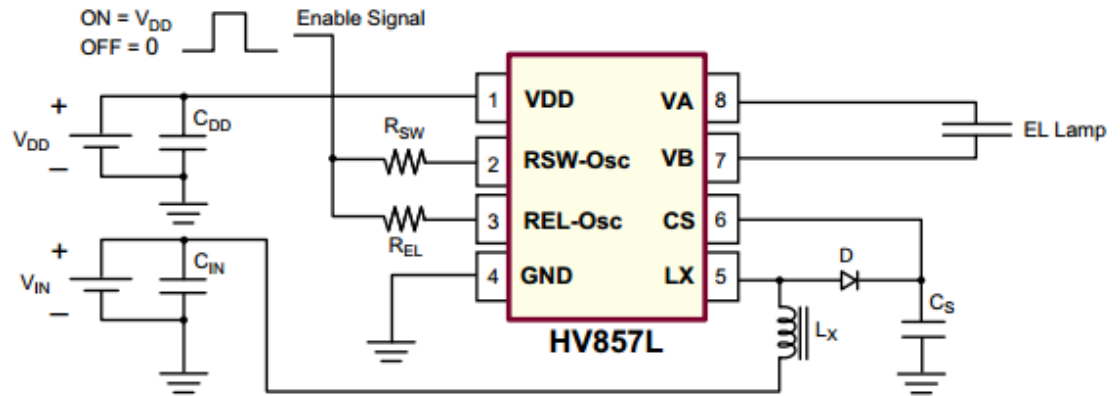 ON = VDD
OFF = 0
Enable Signal
+
VDD
–
CDD
RSW
REL
1 VDD
2 RSW-Osc
3 REL-Osc
4 GND
VA 8
VB 7
CS 6
LX 5
HV857L
EL Lamp
D
CS
LX
+
VIN
–
CIN